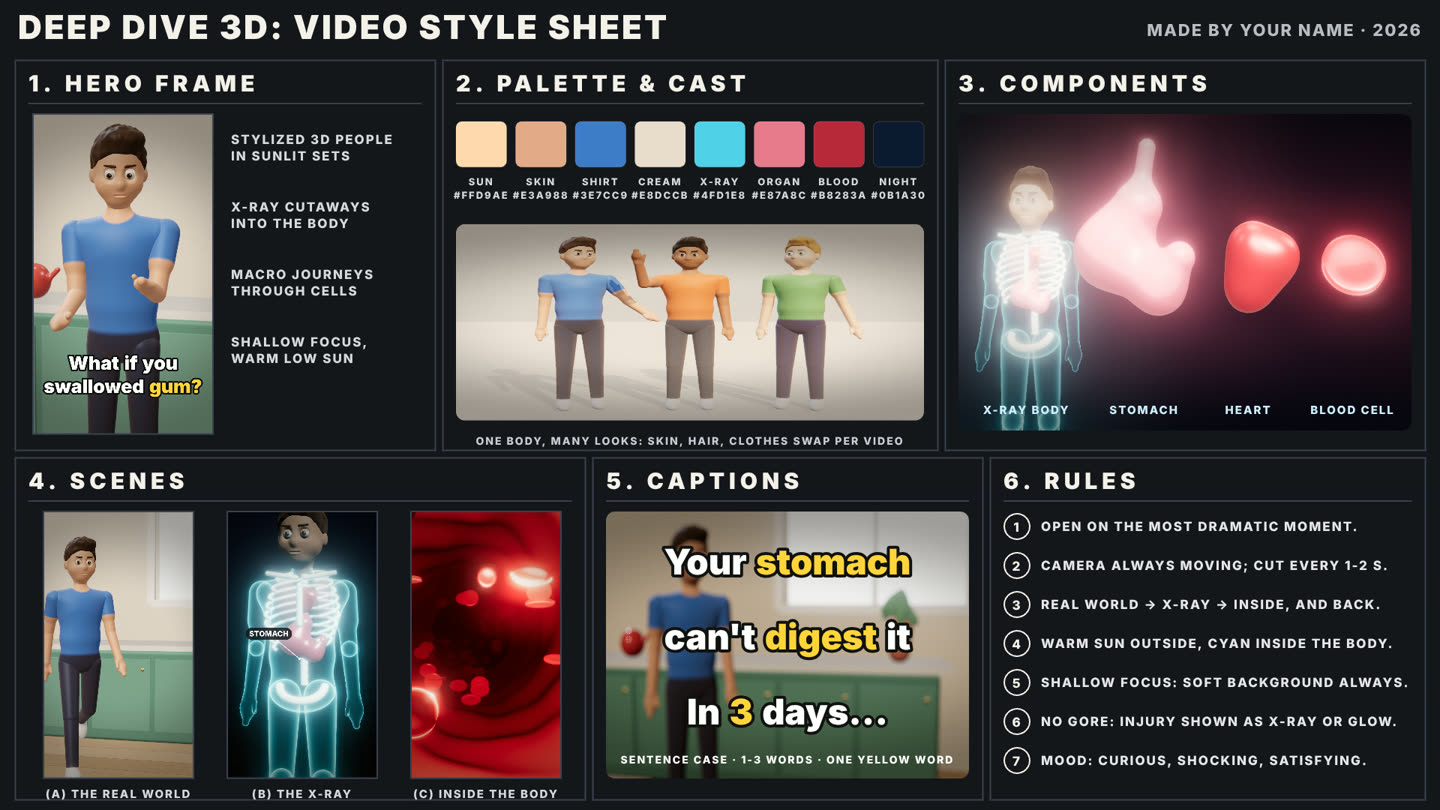 DEEP DIVE 3D: VIDEO STYLE SHEET
MADE BY YOUR NAME · 2026
1. HERO FRAME
STYLIZED 3D PEOPLE
IN SUNLIT SETS
X-RAY CUTAWAYS
INTO THE BODY
MACRO JOURNEYS
THROUGH CELLS
SHALLOW FOCUS,
WARM LOW SUN
What if you
swallowed gum?
2. PALETTE & CAST
SUN SKIN SHIRT CREAM X-RAY ORGAN BLOOD NIGHT
#FFD9AE #E3A988 #3E7CC9 #E8DCCB #4FD1E8 #E87A8C #B8283A #0B1A30
ONE BODY, MANY LOOKS: SKIN, HAIR, CLOTHES SWAP PER VIDEO
3. COMPONENTS
X-RAY BODY STOMACH HEART BLOOD CELL
4. SCENES
STOMACH
(A) THE REAL WORLD (B) THE X-RAY (C) INSIDE THE BODY
5. CAPTIONS
Your stomach
can't digest it
In 3 days...
SENTENCE CASE · 1-3 WORDS · ONE YELLOW WORD
6. RULES
1 OPEN ON THE MOST DRAMATIC MOMENT.
2 CAMERA ALWAYS MOVING; CUT EVERY 1-2 S.
3 REAL WORLD → X-RAY → INSIDE, AND BACK.
4 WARM SUN OUTSIDE, CYAN INSIDE THE BODY.
5 SHALLOW FOCUS: SOFT BACKGROUND ALWAYS.
6 NO GORE: INJURY SHOWN AS X-RAY OR GLOW.
7 MOOD: CURIOUS, SHOCKING, SATISFYING.